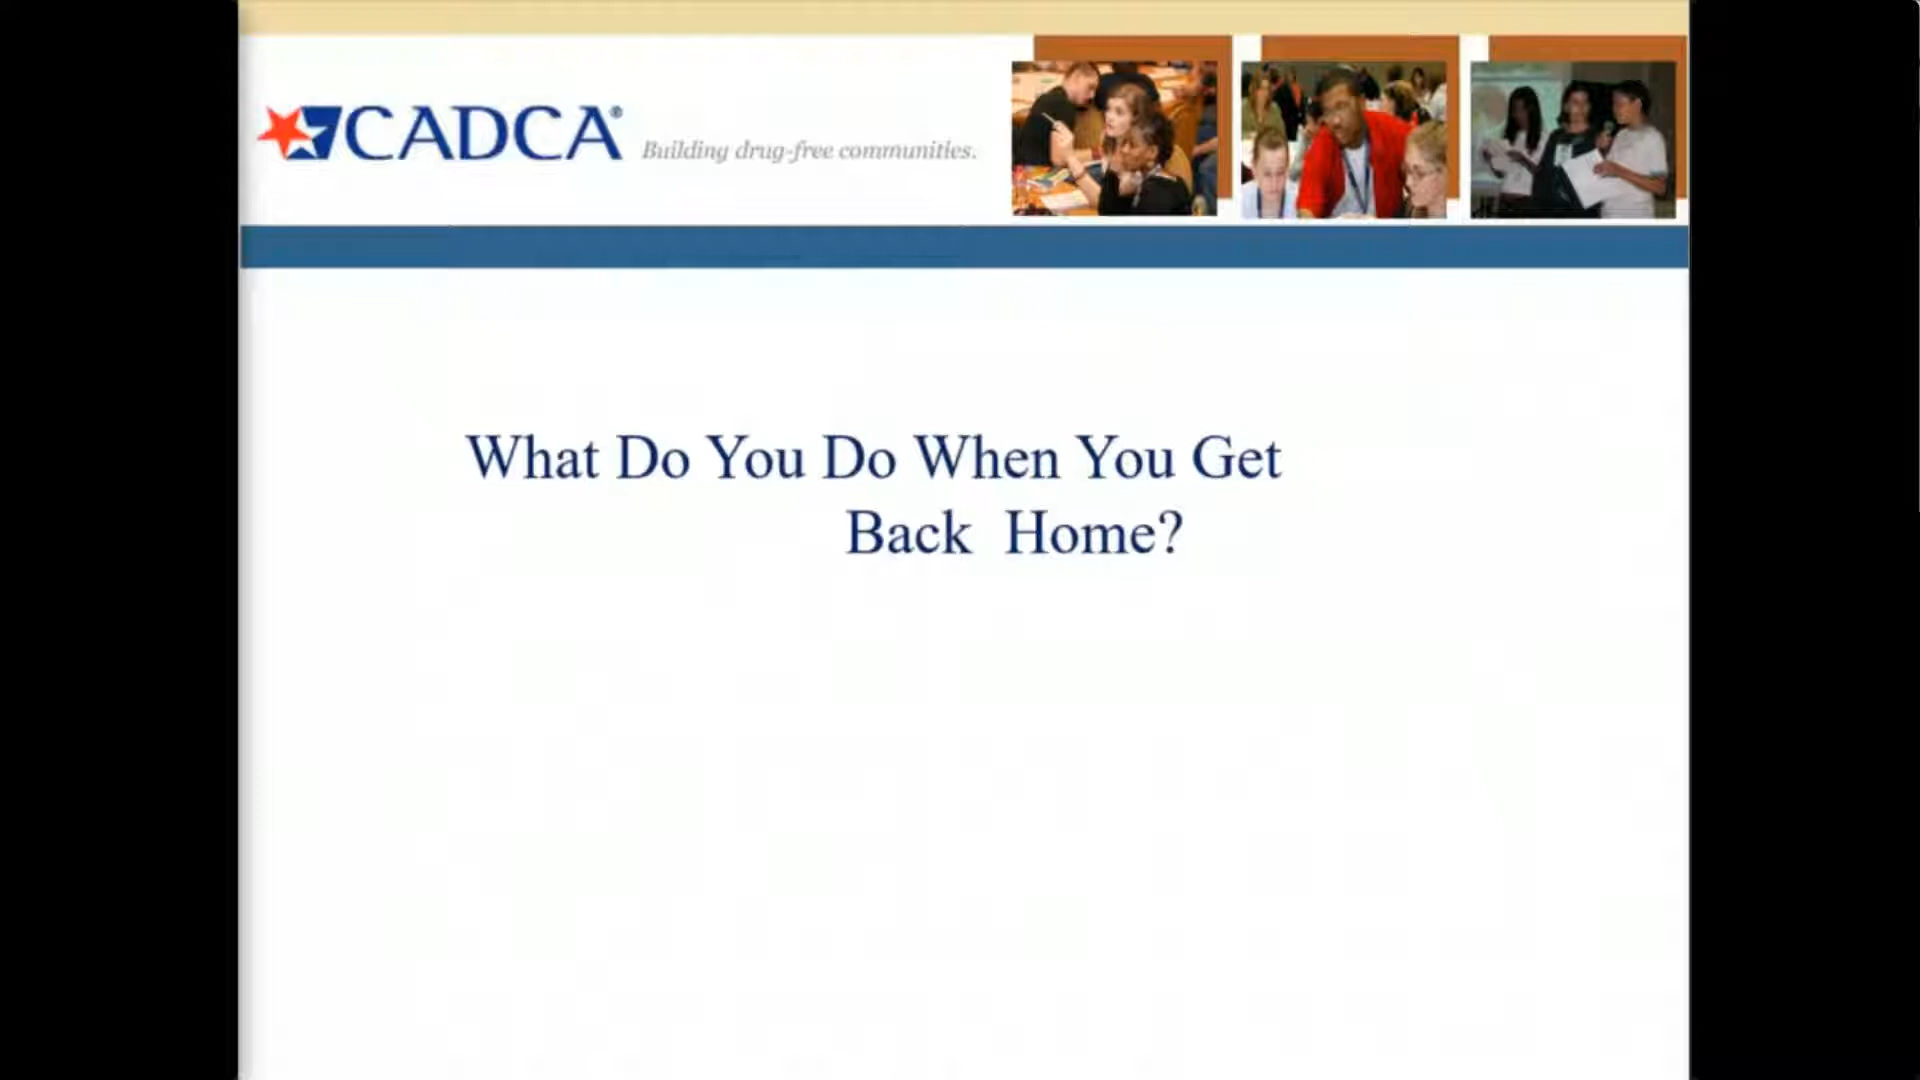 CADCA® Building drug-free communities.
What Do You Do When You Get
Back Home?